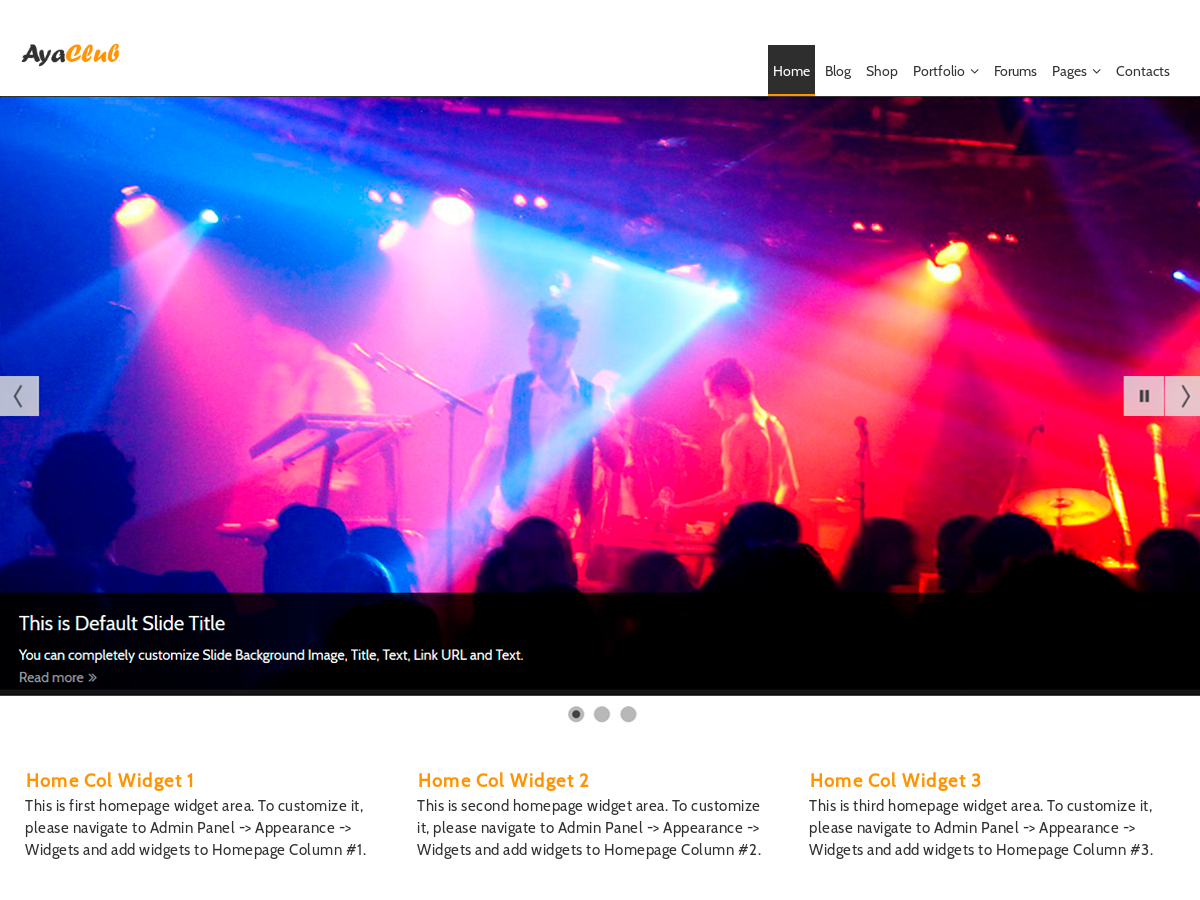 AyaClub
Home Blog Shop Portfolio Forums Pages Contacts
This is Default Slide Title
You can completely customize Slide Background Image, Title, Text, Link URL and Text.
Read more »
Home Col Widget 1
This is first homepage widget area. To customize it,
please navigate to Admin Panel -> Appearance ->
Widgets and add widgets to Homepage Column #1.
Home Col Widget 2
This is second homepage widget area. To customize
it, please navigate to Admin Panel -> Appearance ->
Widgets and add widgets to Homepage Column #2.
Home Col Widget 3
This is third homepage widget area. To customize it,
please navigate to Admin Panel -> Appearance ->
Widgets and add widgets to Homepage Column #3.